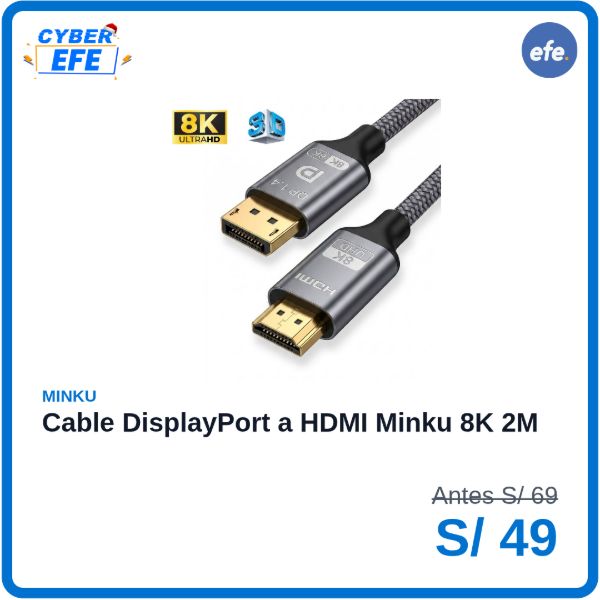 CYBER
EFE
efe.
8K
ULTRAHD
3D
8K
DP 1.4
8K
UHD
HDMI
MINKU
Cable DisplayPort a HDMI Minku 8K 2M
Antes S/ 69
S/ 49